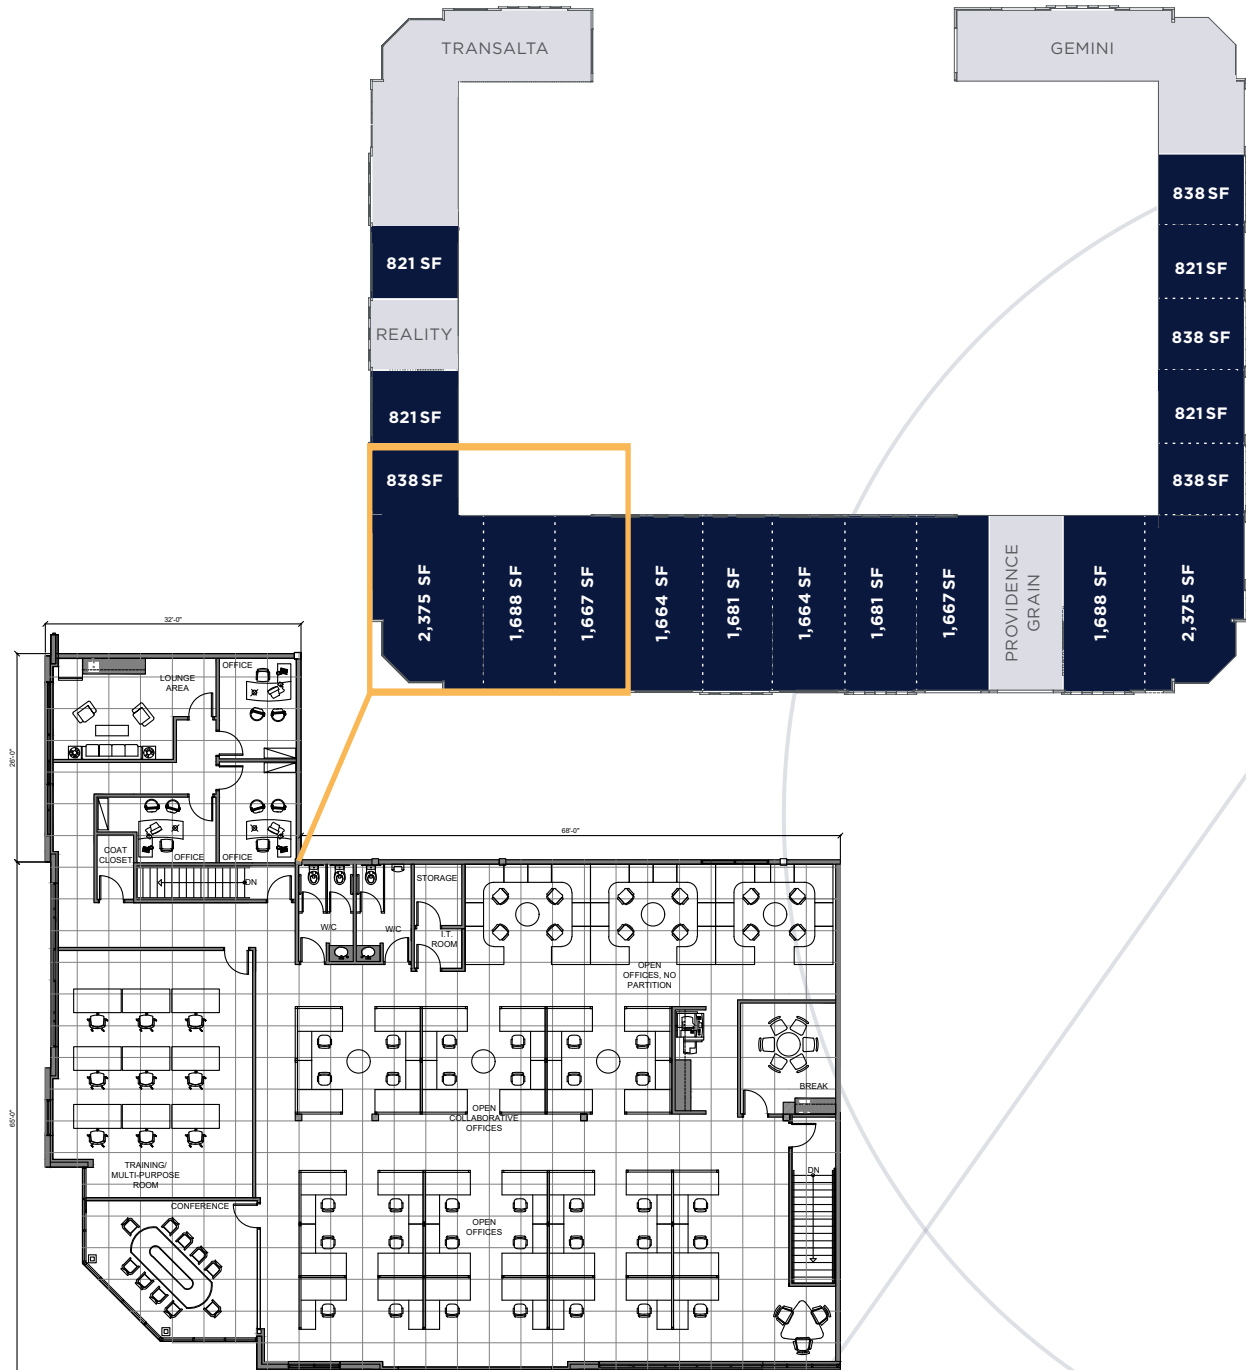 TRANSALTA
GEMINI
838 SF
821 SF
821 SF
REALITY
838 SF
821 SF
821 SF
838 SF
838 SF
2,375 SF
1,688 SF
1,667 SF
1,664 SF
1,681 SF
1,664 SF
1,681 SF
1,667 SF
PROVIDENCE
GRAIN
1,688 SF
2,375 SF
32'-0"
OFFICE
LOUNGE
AREA
26'-0"
68'-0"
COAT
CLOSET
OFFICE
OFFICE
DN
STORAGE
W/C
W/C
I.T.
ROOM
OPEN
OFFICES, NO
PARTITION
BREAK
65'-0"
OPEN
COLLABORATIVE
OFFICES
TRAINING/
MULTI-PURPOSE
ROOM
DN
CONFERENCE
OPEN
OFFICES